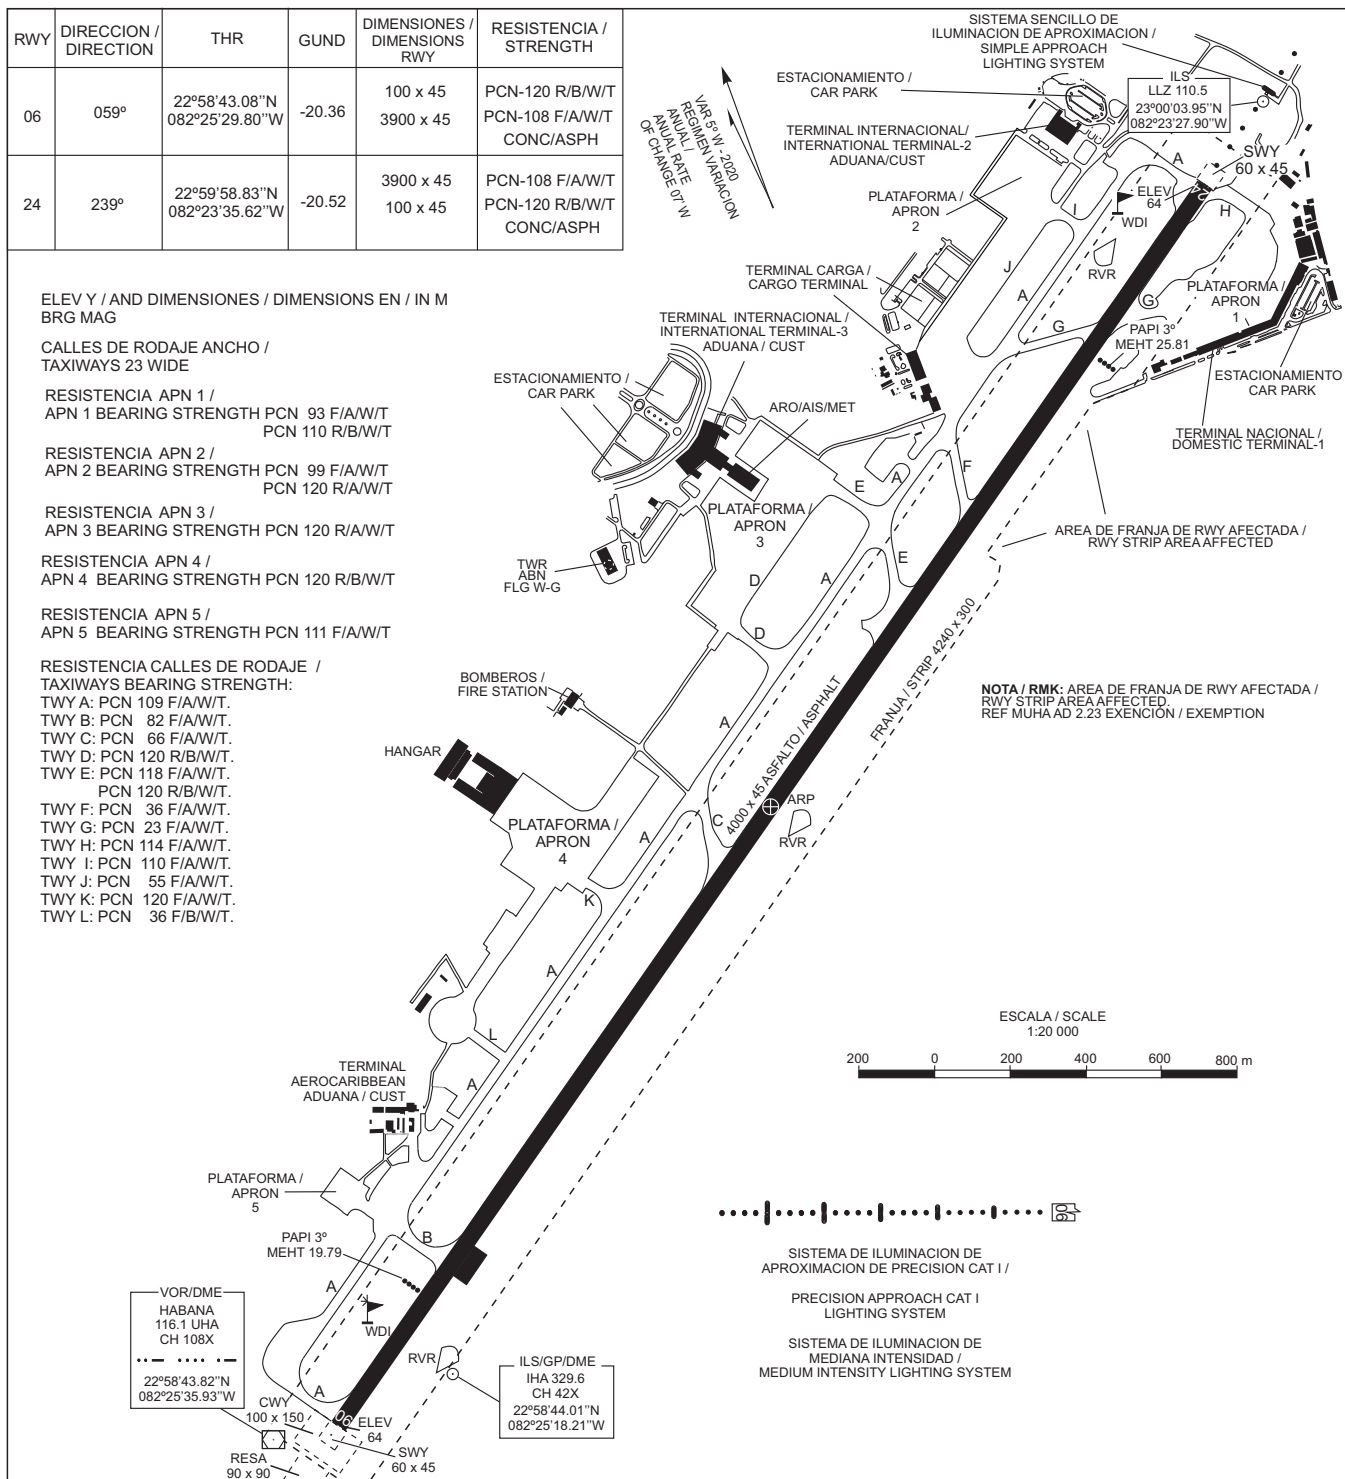 RWY
DIRECCION /
DIRECTION
THR
GUND
DIMENSIONES /
DIMENSIONS
RWY
RESISTENCIA /
STRENGTH
06
059º
22º58’43.08’’N
082º25’29.80’’W
-20.36
100 x 45
3900 x 45
PCN-120 R/B/W/T
PCN-108 F/A/W/T
CONC/ASPH
24
239º
22º59’58.83’’N
082º23’35.62’’W
-20.52
3900 x 45
100 x 45
PCN-108 F/A/W/T
PCN-120 R/B/W/T
CONC/ASPH
ELEV Y / AND DIMENSIONES / DIMENSIONS EN / IN M
BRG MAG
CALLES DE RODAJE ANCHO /
TAXIWAYS 23 WIDE
RESISTENCIA APN 1 /
APN 1 BEARING STRENGTH PCN 93 F/A/W/T
PCN 110 R/B/W/T
RESISTENCIA APN 2 /
APN 2 BEARING STRENGTH PCN 99 F/A/W/T
PCN 120 R/A/W/T
RESISTENCIA APN 3 /
APN 3 BEARING STRENGTH PCN 120 R/A/W/T
RESISTENCIA APN 4 /
APN 4 BEARING STRENGTH PCN 120 R/B/W/T
RESISTENCIA APN 5 /
APN 5 BEARING STRENGTH PCN 111 F/A/W/T
RESISTENCIA CALLES DE RODAJE /
TAXIWAYS BEARING STRENGTH:
TWY A: PCN 109 F/A/W/T.
TWY B: PCN 82 F/A/W/T.
TWY C: PCN 66 F/A/W/T.
TWY D: PCN 120 R/B/W/T.
TWY E: PCN 118 F/A/W/T.
PCN 120 R/B/W/T.
TWY F: PCN 36 F/A/W/T.
TWY G: PCN 23 F/A/W/T.
TWY H: PCN 114 F/A/W/T.
TWY I: PCN 110 F/A/W/T.
TWY J: PCN 55 F/A/W/T.
TWY K: PCN 120 F/A/W/T.
TWY L: PCN 36 F/B/W/T.
VAR 5º W - 2020
REGIMEN VARIACION
ANUAL /
ANUAL RATE
OF CHANGE 07' W
SISTEMA SENCILLO DE
ILUMINACION DE APROXIMACION /
SIMPLE APPROACH
LIGHTING SYSTEM
ESTACIONAMIENTO /
CAR PARK
ILS
LLZ 110.5
23º00’03.95’’N
082º23’27.90’’W
TERMINAL INTERNACIONAL/
INTERNATIONAL TERMINAL-2
ADUANA/CUST
A
SWY
60 x 45
PLATAFORMA /
APRON
2
ELEV
64
24
I
H
WDI
RVR
J
A
G
G
PLATAFORMA /
APRON
1
TERMINAL CARGA /
CARGO TERMINAL
PAPI 3º
MEHT 25.81
TERMINAL INTERNACIONAL /
INTERNATIONAL TERMINAL-3
ADUANA / CUST
ESTACIONAMIENTO
CAR PARK
ESTACIONAMIENTO /
CAR PARK
ARO/AIS/MET
TERMINAL NACIONAL /
DOMESTIC TERMINAL-1
E
A
F
PLATAFORMA /
APRON
3
AREA DE FRANJA DE RWY AFECTADA /
RWY STRIP AREA AFFECTED
TWR
ABN
FLG W-G
E
D
A
D
FRANJA / STRIP 4240 x 300
BOMBEROS /
FIRE STATION
4000 x 45 ASFALTO / ASPHALT
NOTA / RMK: AREA DE FRANJA DE RWY AFECTADA /
RWY STRIP AREA AFFECTED.
REF MUHA AD 2.23 EXENCIÓN / EXEMPTION
A
HANGAR
ARP
RVR
C
PLATAFORMA /
APRON
4
A
K
A
L
ESCALA / SCALE
1:20 000
200 0 200 400 600 800 m
TERMINAL
AEROCARIBBEAN
ADUANA / CUST
A
PLATAFORMA /
APRON
5
B
06
PAPI 3º
MEHT 19.79
SISTEMA DE ILUMINACION DE
APROXIMACION DE PRECISION CAT I /
PRECISION APPROACH CAT I
LIGHTING SYSTEM
SISTEMA DE ILUMINACION DE
MEDIANA INTENSIDAD /
MEDIUM INTENSITY LIGHTING SYSTEM
A
VOR/DME
HABANA
116.1 UHA
CH 108X
22º58’43.82’’N
082º25’35.93’’W
WDI
RVR
ILS/GP/DME
IHA 329.6
CH 42X
22º58’44.01’’N
082º25’18.21’’W
A
CWY
100 x 150
06
ELEV
64
SWY
60 x 45
RESA
90 x 90